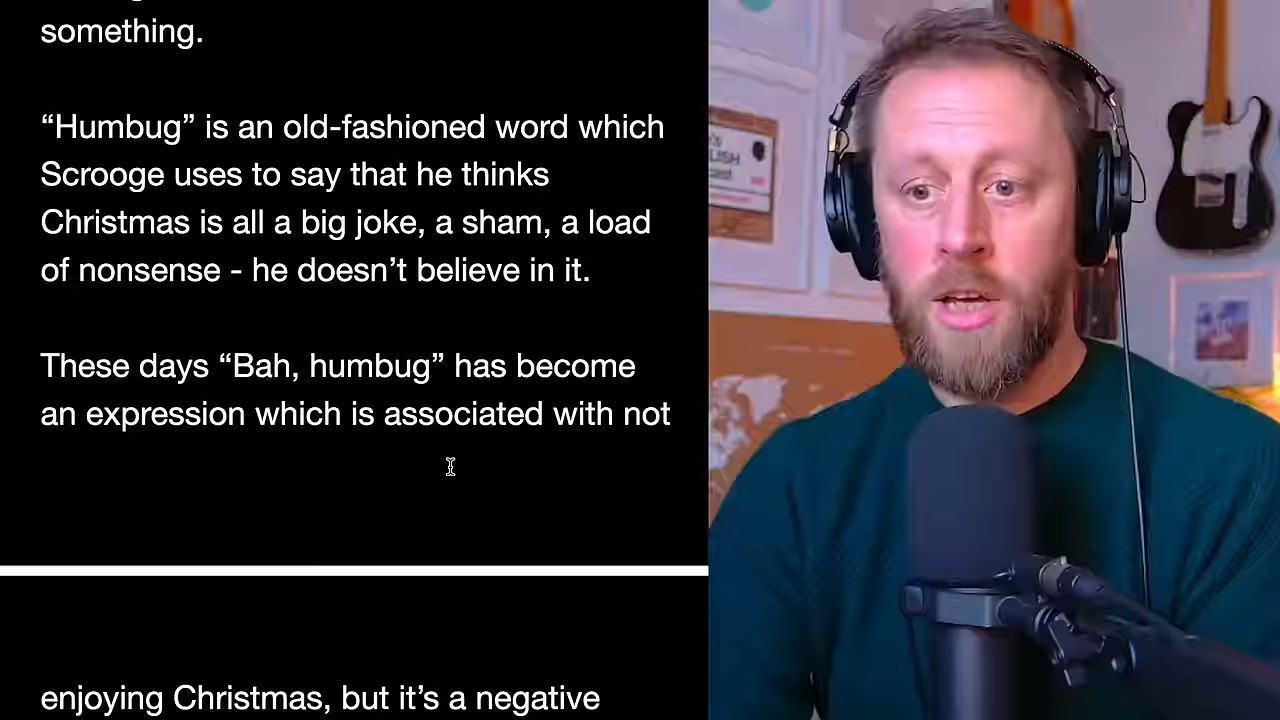 something.
“Humbug” is an old-fashioned word which
Scrooge uses to say that he thinks
Christmas is all a big joke, a sham, a load
of nonsense - he doesn’t believe in it.
These days “Bah, humbug” has become
an expression which is associated with not
enjoying Christmas, but it’s a negative